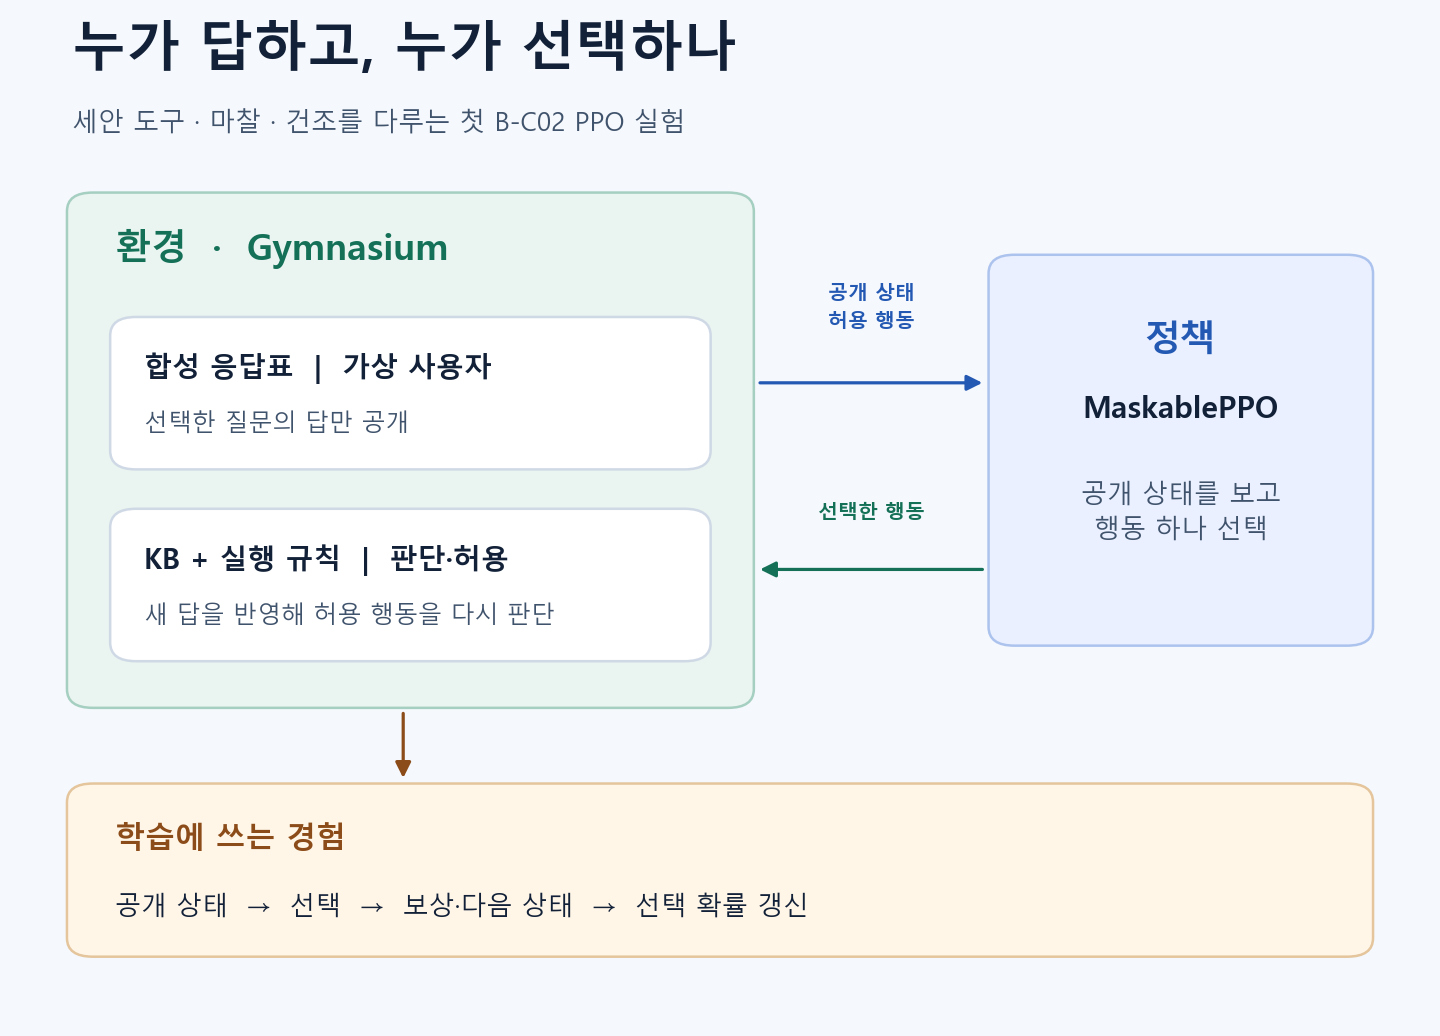 누가 답하고, 누가 선택하나
세안 도구 · 마찰 · 건조를 다루는 첫 B-C02 PPO 실험
환경 · Gymnasium
합성 응답표 | 가상 사용자
선택한 질문의 답만 공개
KB + 실행 규칙 | 판단·허용
새 답을 반영해 허용 행동을 다시 판단
공개 상태
허용 행동
선택한 행동
정책
MaskablePPO
공개 상태를 보고
행동 하나 선택
학습에 쓰는 경험
공개 상태 → 선택 → 보상·다음 상태 → 선택 확률 갱신